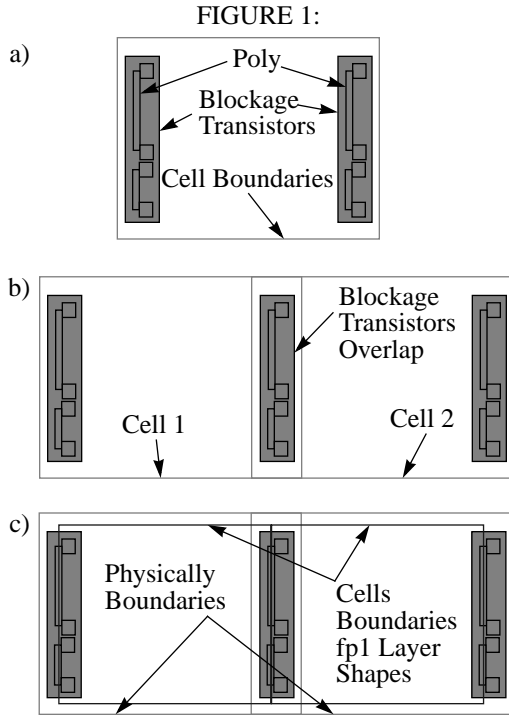 FIGURE 1:
a)
Poly
Blockage
Transistors
Cell Boundaries
b)
Blockage
Transistors
Overlap
Cell 1
Cell 2
c)
Physically
Boundaries
Cells
Boundaries
fp1 Layer
Shapes